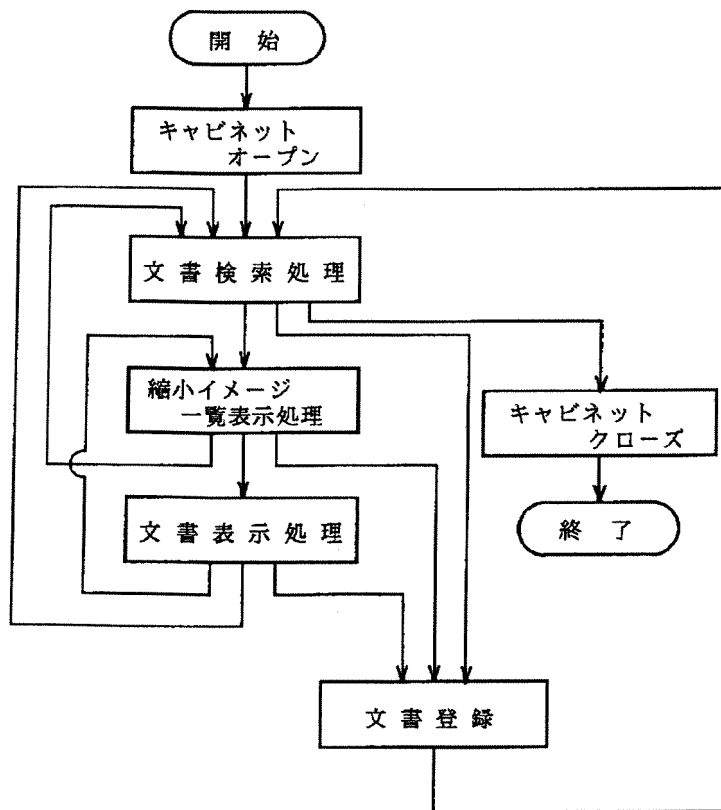 開始
キャビネット
オープン
文書検索処理
縮小イメージ
一覧表示処理
キャビネット
クローズ
文書表示処理
終了
文書登録